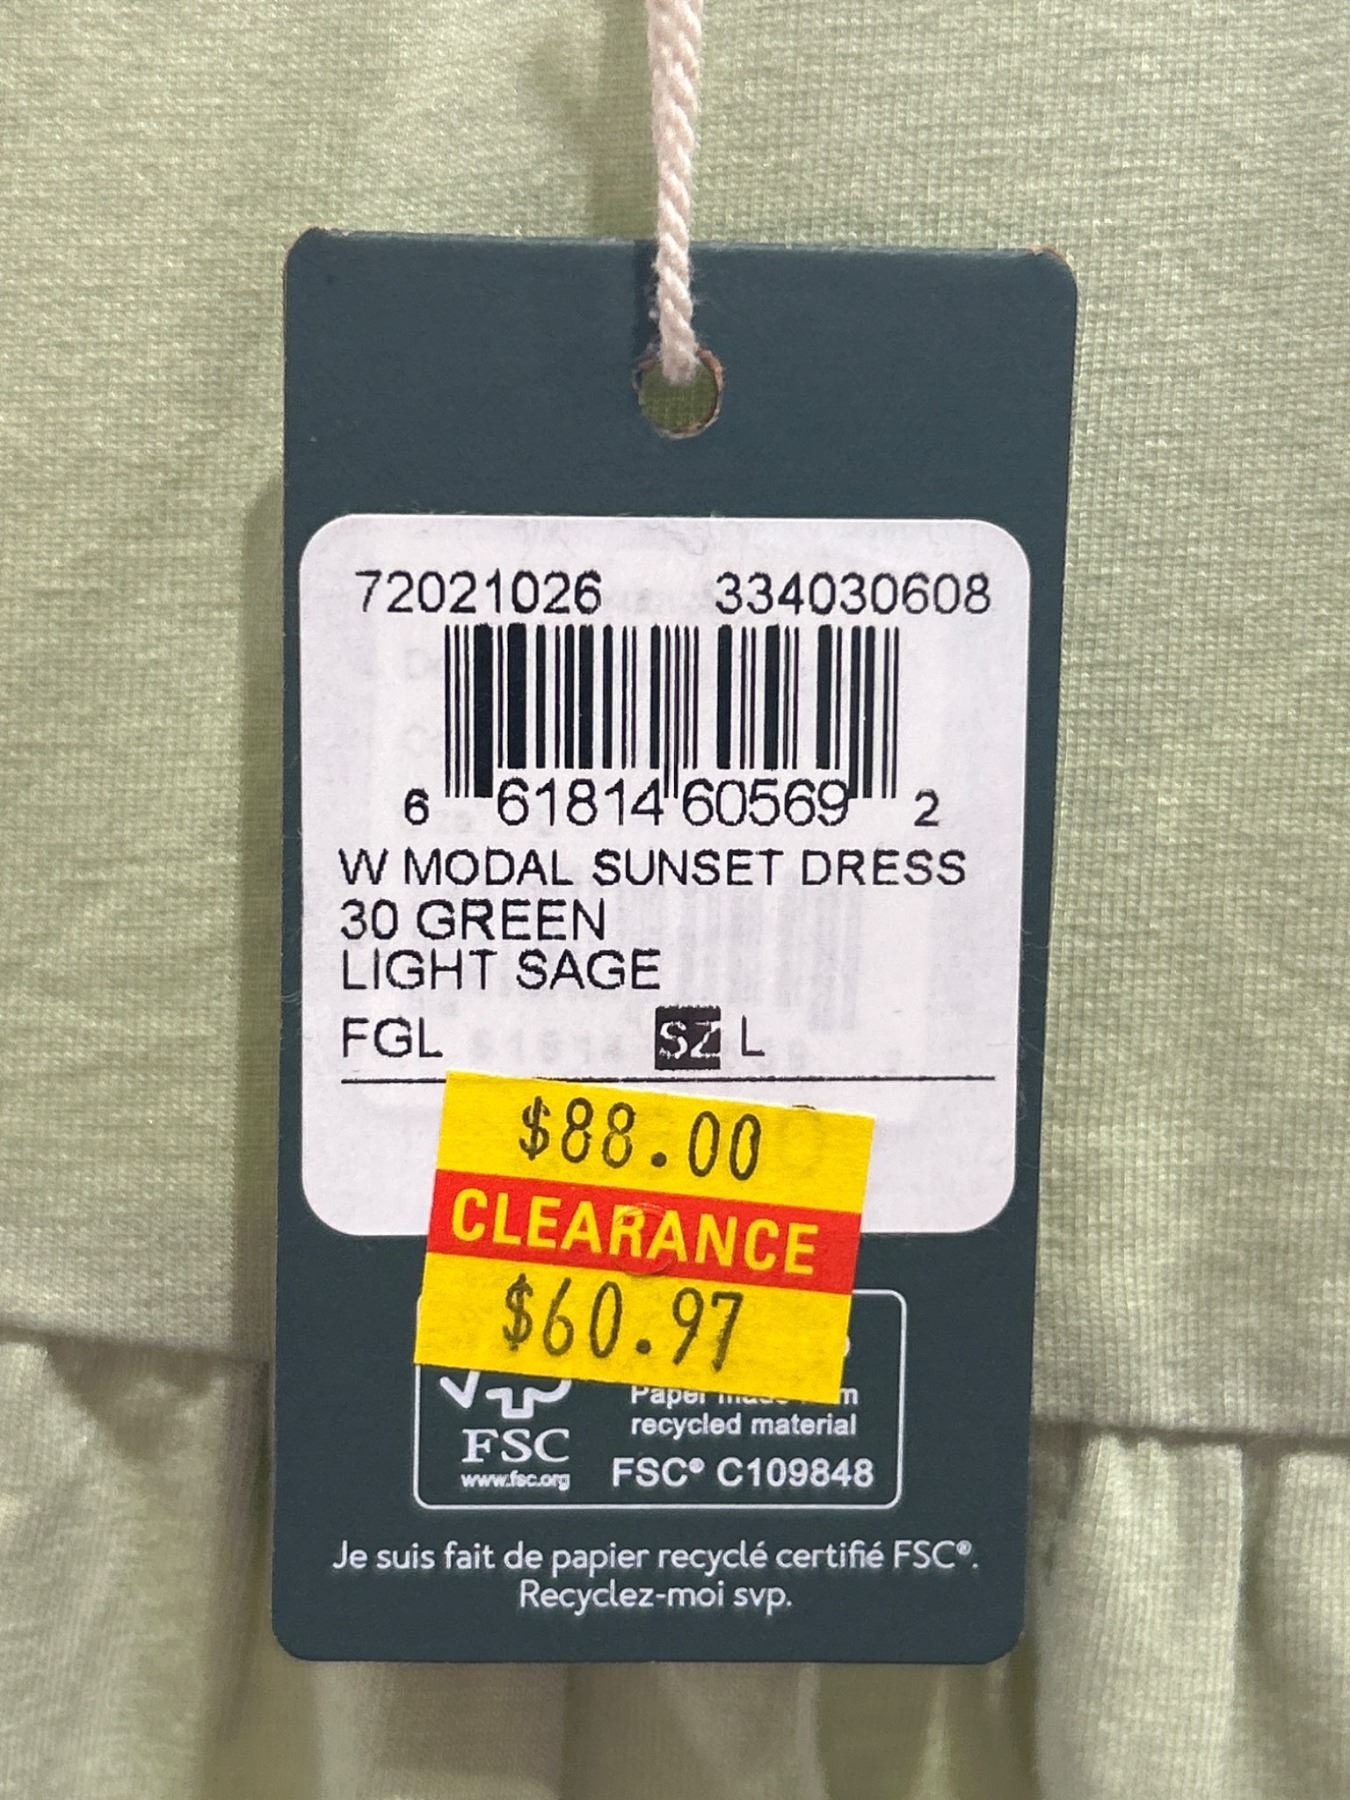 72021026 334030608
6 61814 60569 2
W MODAL SUNSET DRESS
30 GREEN
LIGHT SAGE
FGL SZ L
$88.00
CLEARANCE
$60.97
Paper
recycled material
FSC
www.fsc.org
FSC® C109848
Je suis fait de papier recyclé certifié FSC®.
Recyclez-moi svp.